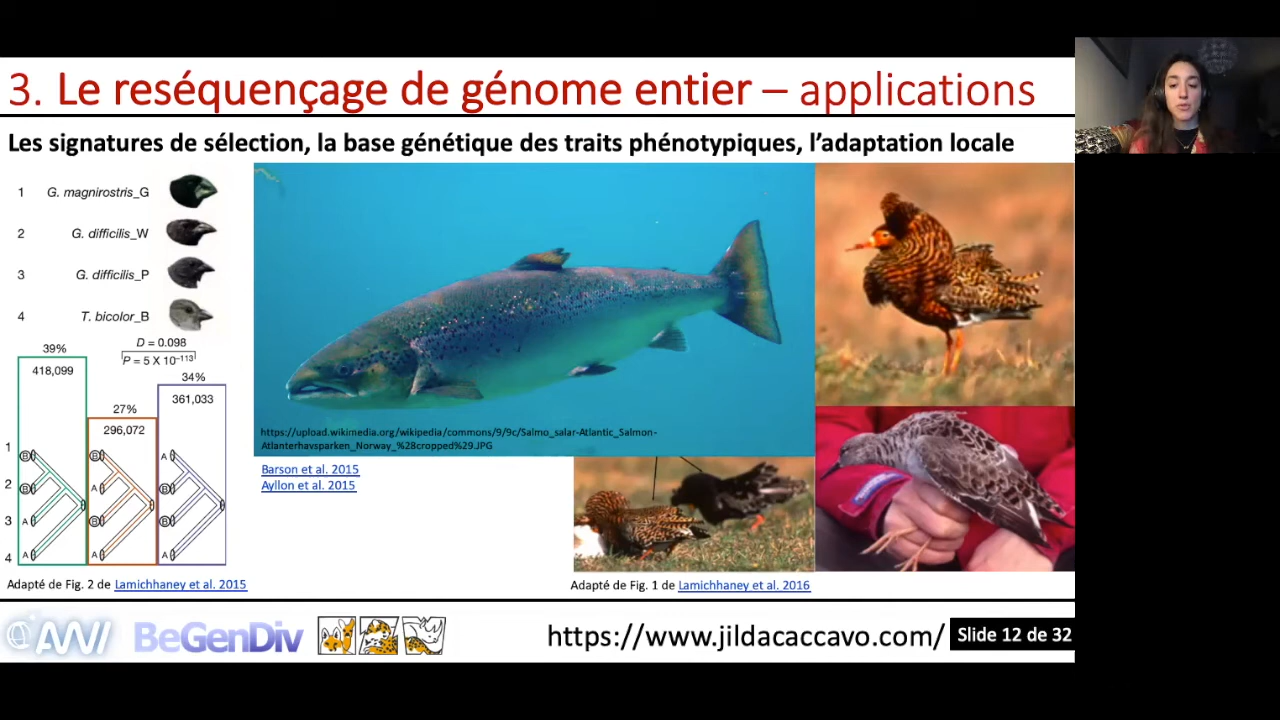 3. Le reséquençage de génome entier – applications
Les signatures de sélection, la base génétique des traits phénotypiques, l’adaptation locale
1 G. magnirostris_G
2 G. difficilis_W
3 G. difficilis_P
4 T. bicolor_B
D = 0.098
P = 5 X 10–113
39%
418,099
27%
296,072
34%
361,033
1 B B A
2 B A B
3 A B B
4 A A A
https://upload.wikimedia.org/wikipedia/commons/9/9c/Salmo_salar-Atlantic_Salmon-
Atlanterhavsparken_Norway_%28cropped%29.JPG
Barson et al. 2015
Ayllon et al. 2015
Adapté de Fig. 2 de Lamichhaney et al. 2015
Adapté de Fig. 1 de Lamichhaney et al. 2016
AWI
BeGenDiv
https://www.jildacaccavo.com/
Slide 12 de 32